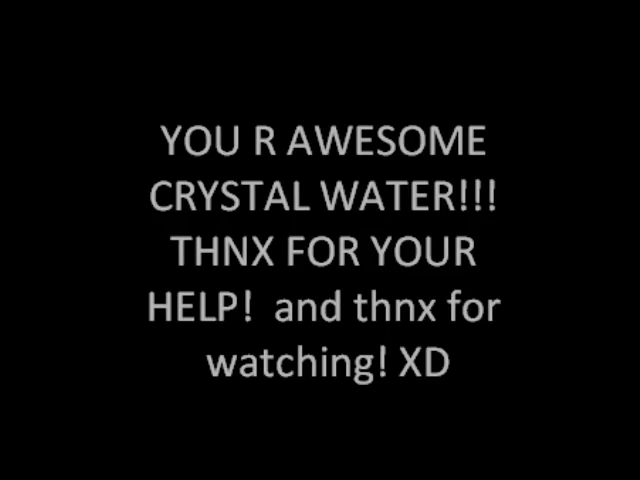 YOU R AWESOME
CRYSTAL WATER!!!
THNX FOR YOUR
HELP!  and thnx for
watching! XD